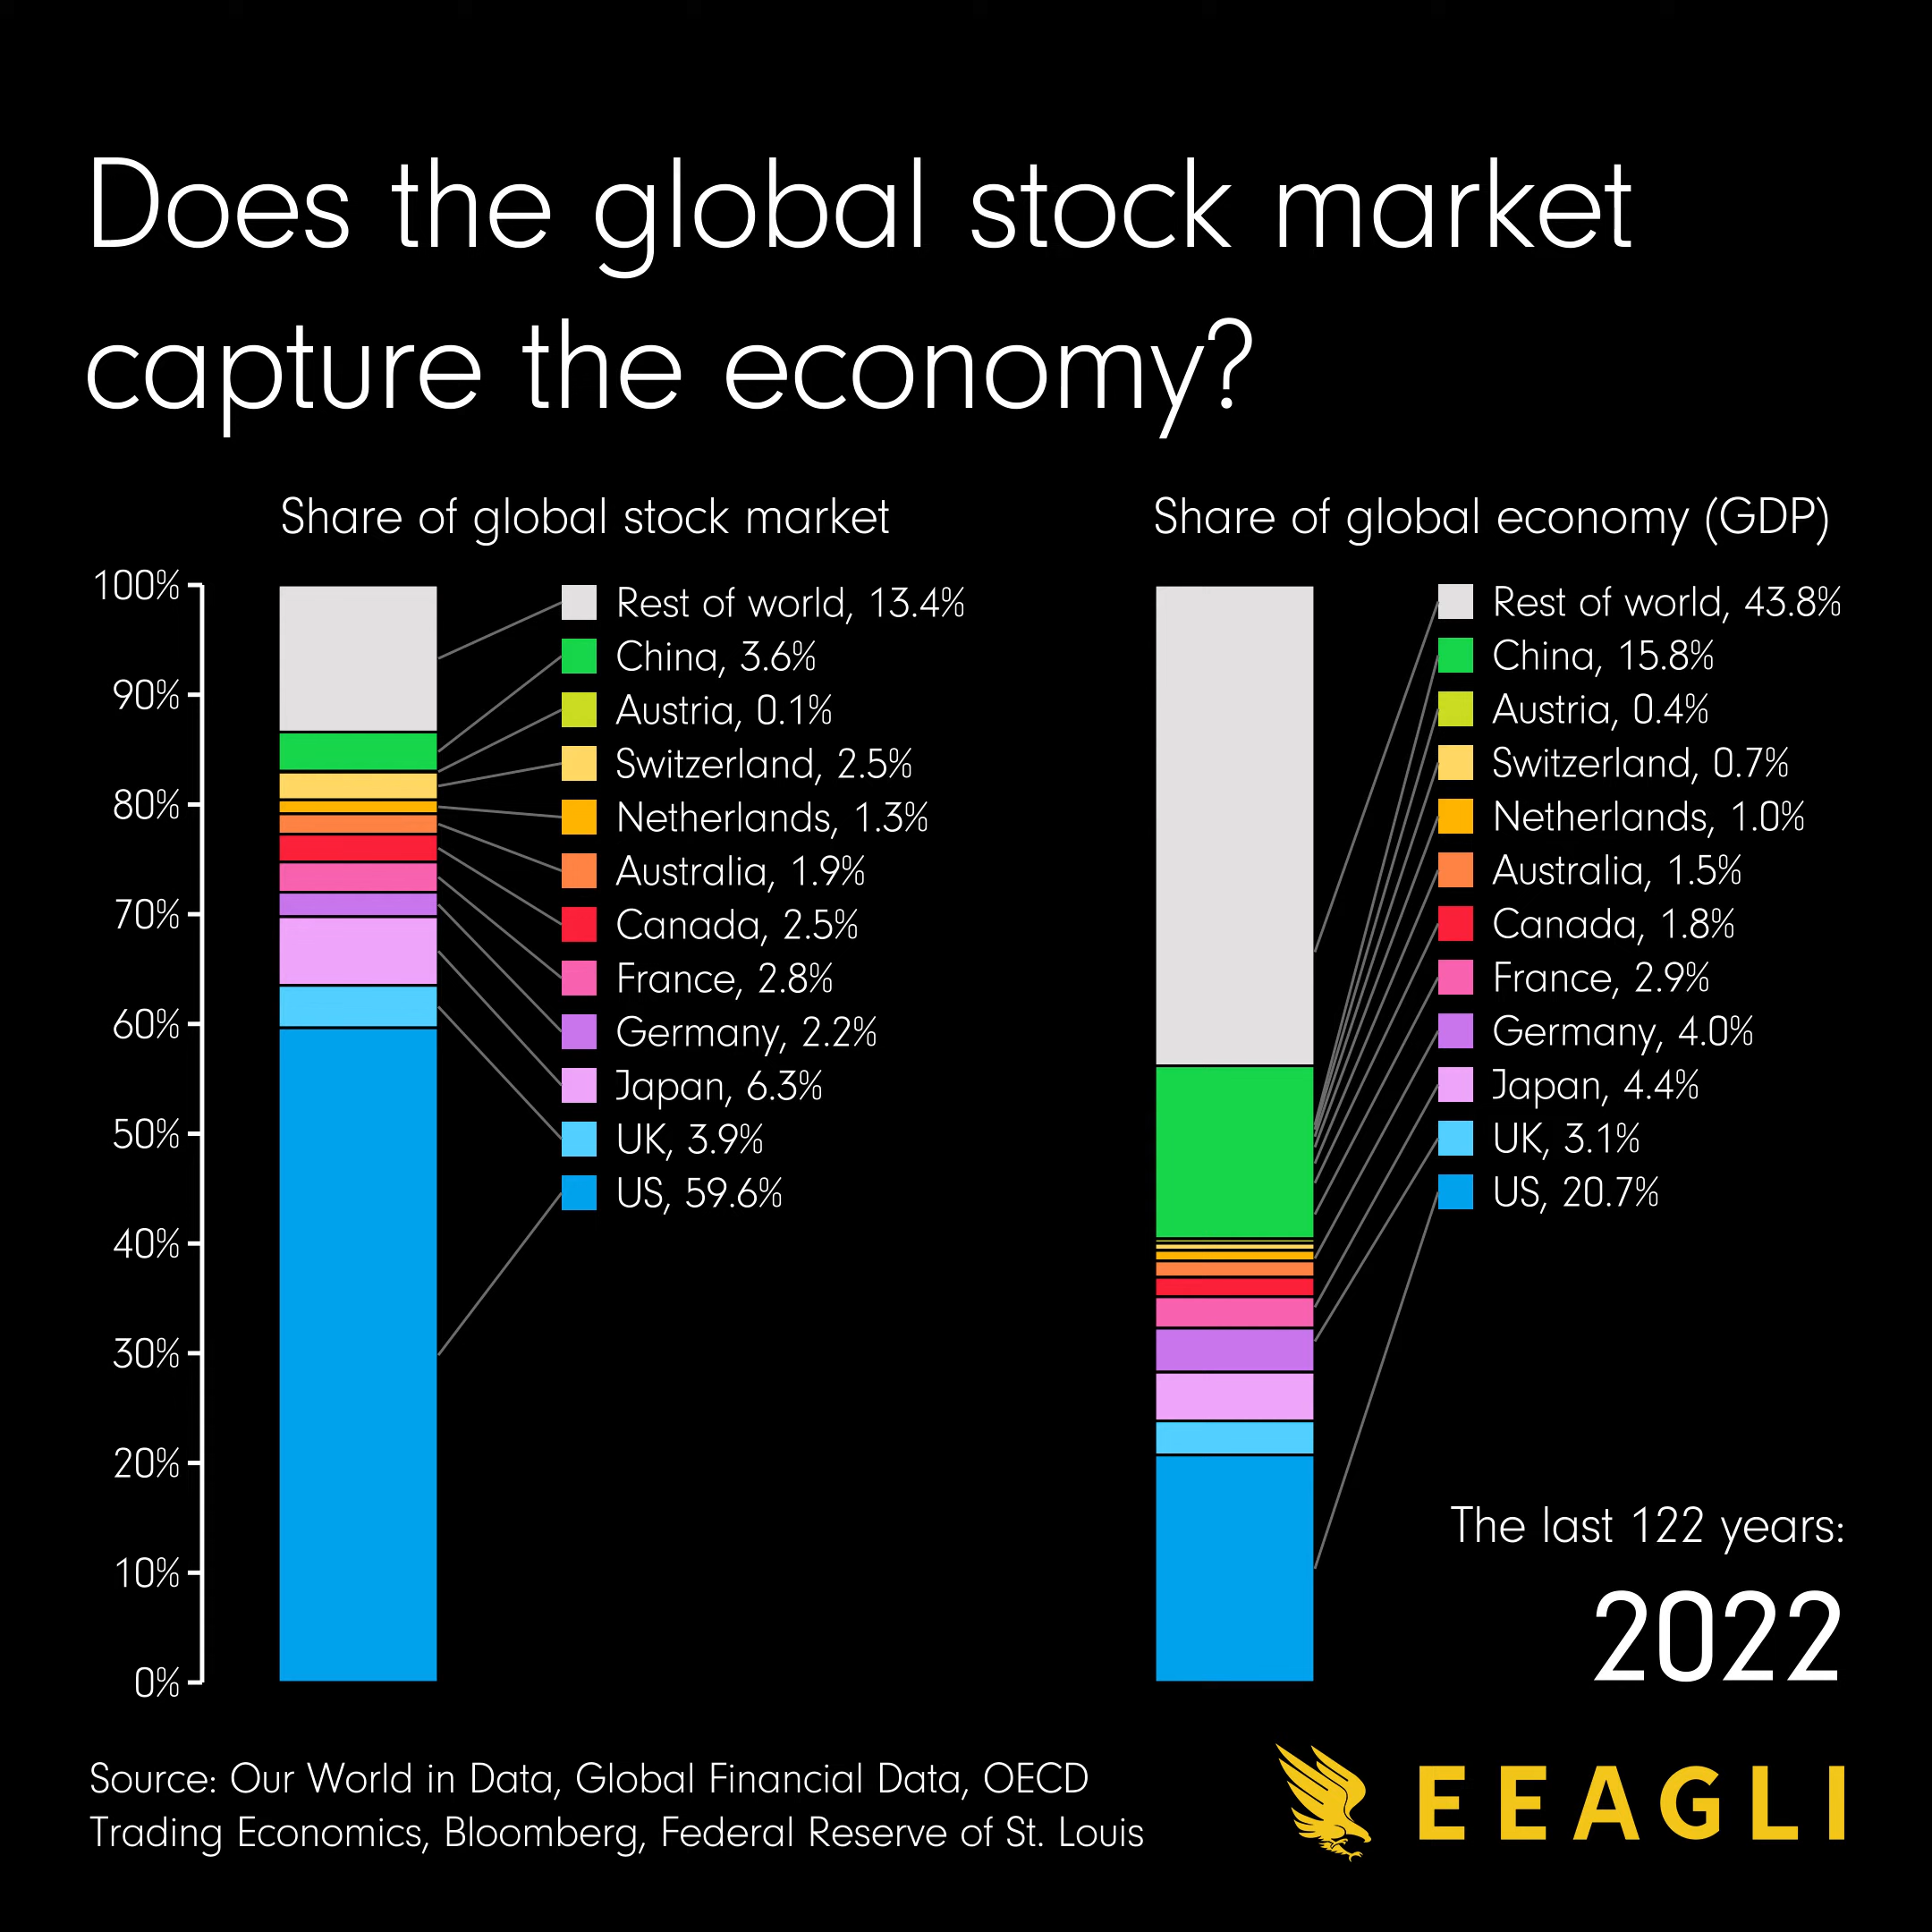 Does the global stock market
capture the economy?
Share of global stock market
100%
90%
80%
70%
60%
50%
40%
30%
20%
10%
0%
Rest of world, 13.4%
China, 3.6%
Austria, 0.1%
Switzerland, 2.5%
Netherlands, 1.3%
Australia, 1.9%
Canada, 2.5%
France, 2.8%
Germany, 2.2%
Japan, 6.3%
UK, 3.9%
US, 59.6%
Share of global economy (GDP)
Rest of world, 43.8%
China, 15.8%
Austria, 0.4%
Switzerland, 0.7%
Netherlands, 1.0%
Australia, 1.5%
Canada, 1.8%
France, 2.9%
Germany, 4.0%
Japan, 4.4%
UK, 3.1%
US, 20.7%
The last 122 years:
2022
Source: Our World in Data, Global Financial Data, OECD
Trading Economics, Bloomberg, Federal Reserve of St. Louis
EEAGLI